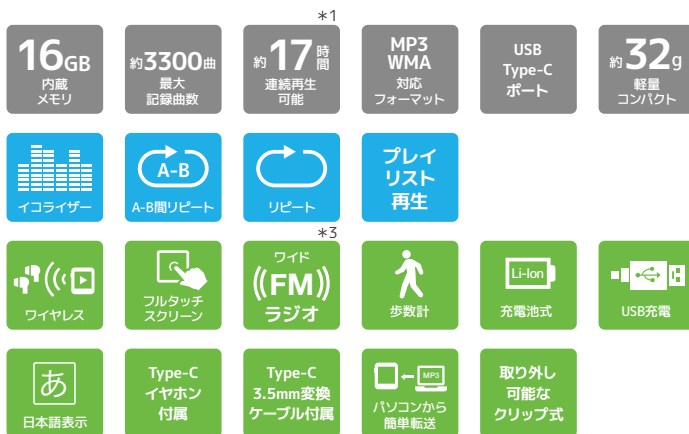 *1
16GB
内蔵
メモリ
約3300曲
最大
記録曲数
約17時間
連続再生
可能
MP3
WMA
対応
フォーマット
USB
Type-C
ポート
約32g
軽量
コンパクト
イコライザー
A-B
A-B間リピート
リピート
プレイ
リスト
再生
*3
ワイヤレス
フルタッチ
スクリーン
ワイド
FM
ラジオ
歩数計
Li-Ion
充電池式
USB充電
あ
日本語表示
Type-C
イヤホン
付属
Type-C
3.5mm変換
ケーブル付属
MP3
パソコンから
簡単転送
取り外し
可能な
クリップ式